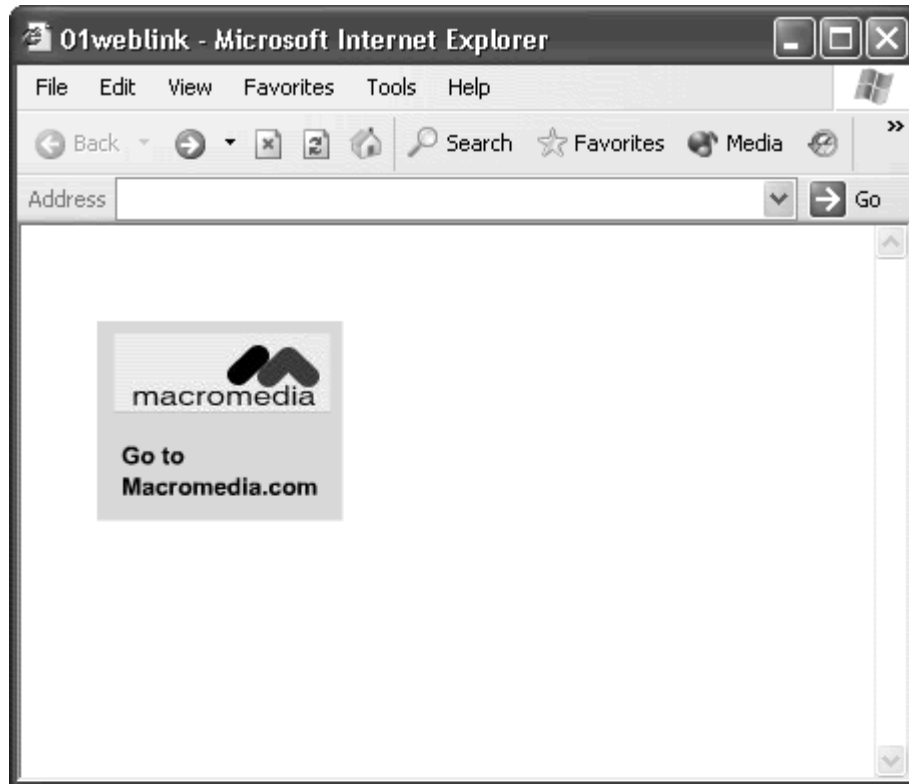 01weblink - Microsoft Internet Explorer
File Edit View Favorites Tools Help
Back Search Favorites Media »
Address Go
macromedia
Go to
Macromedia.com